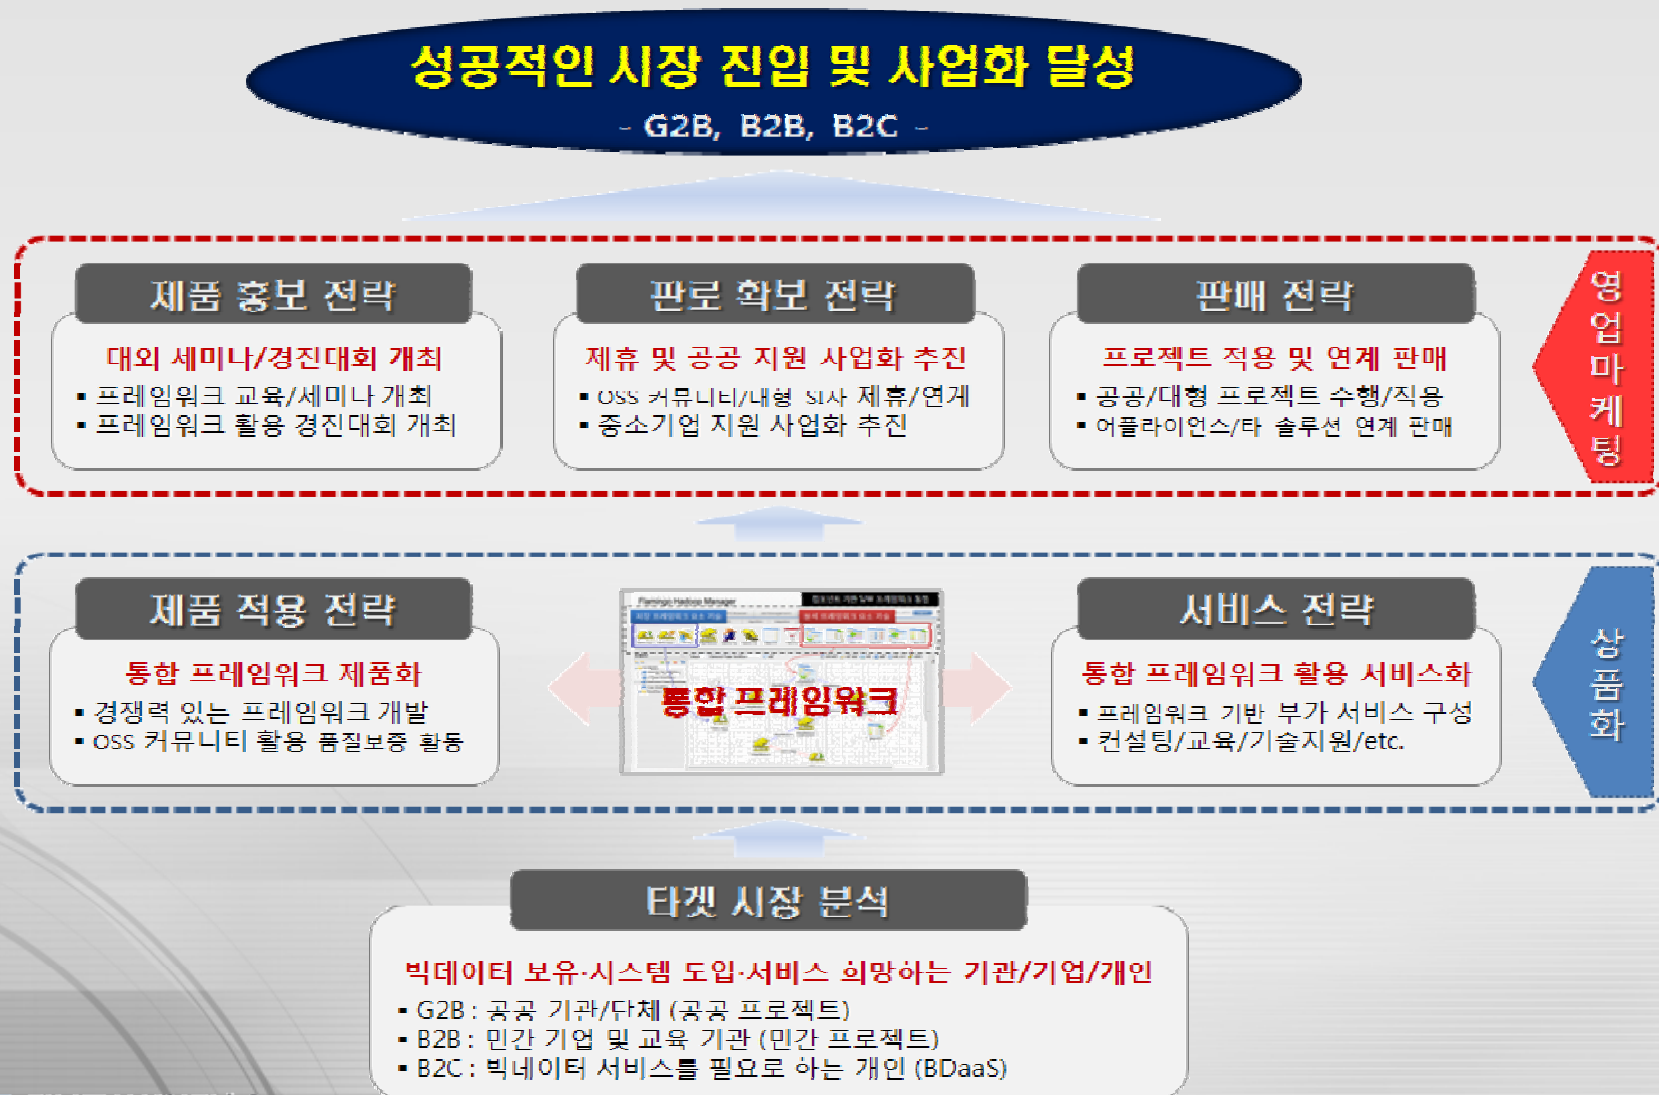 성공적인 시장 진입 및 사업화 달성
- G2B, B2B, B2C -
제품 홍보 전략
대외 세미나/경진대회 개최
▪ 프레임워크 교육/세미나 개최
▪ 프레임워크 활용 경진대회 개최
판로 확보 전략
제휴 및 공공 지원 사업화 추진
▪ OSS 커뮤니티/대형 SI사 제휴/연계
▪ 중소기업 지원 사업화 추진
판매 전략
프로젝트 적용 및 연계 판매
▪ 공공/대형 프로젝트 수행/적용
▪ 어플라이언스/타 솔루션 연계 판매
영업마케팅
제품 적용 전략
통합 프레임워크 제품화
▪ 경쟁력 있는 프레임워크 개발
▪ OSS 커뮤니티 활용 품질보증 활동
Flamingo Hadoop Manager
통합 프레임워크
서비스 전략
통합 프레임워크 활용 서비스화
▪ 프레임워크 기반 부가 서비스 구성
▪ 컨설팅/교육/기술지원/etc.
상품화
타겟 시장 분석
빅데이터 보유·시스템 도입·서비스 희망하는 기관/기업/개인
▪ G2B : 공공 기관/단체 (공공 프로젝트)
▪ B2B : 민간 기업 및 교육 기관 (민간 프로젝트)
▪ B2C : 빅데이터 서비스를 필요로 하는 개인 (BDaaS)